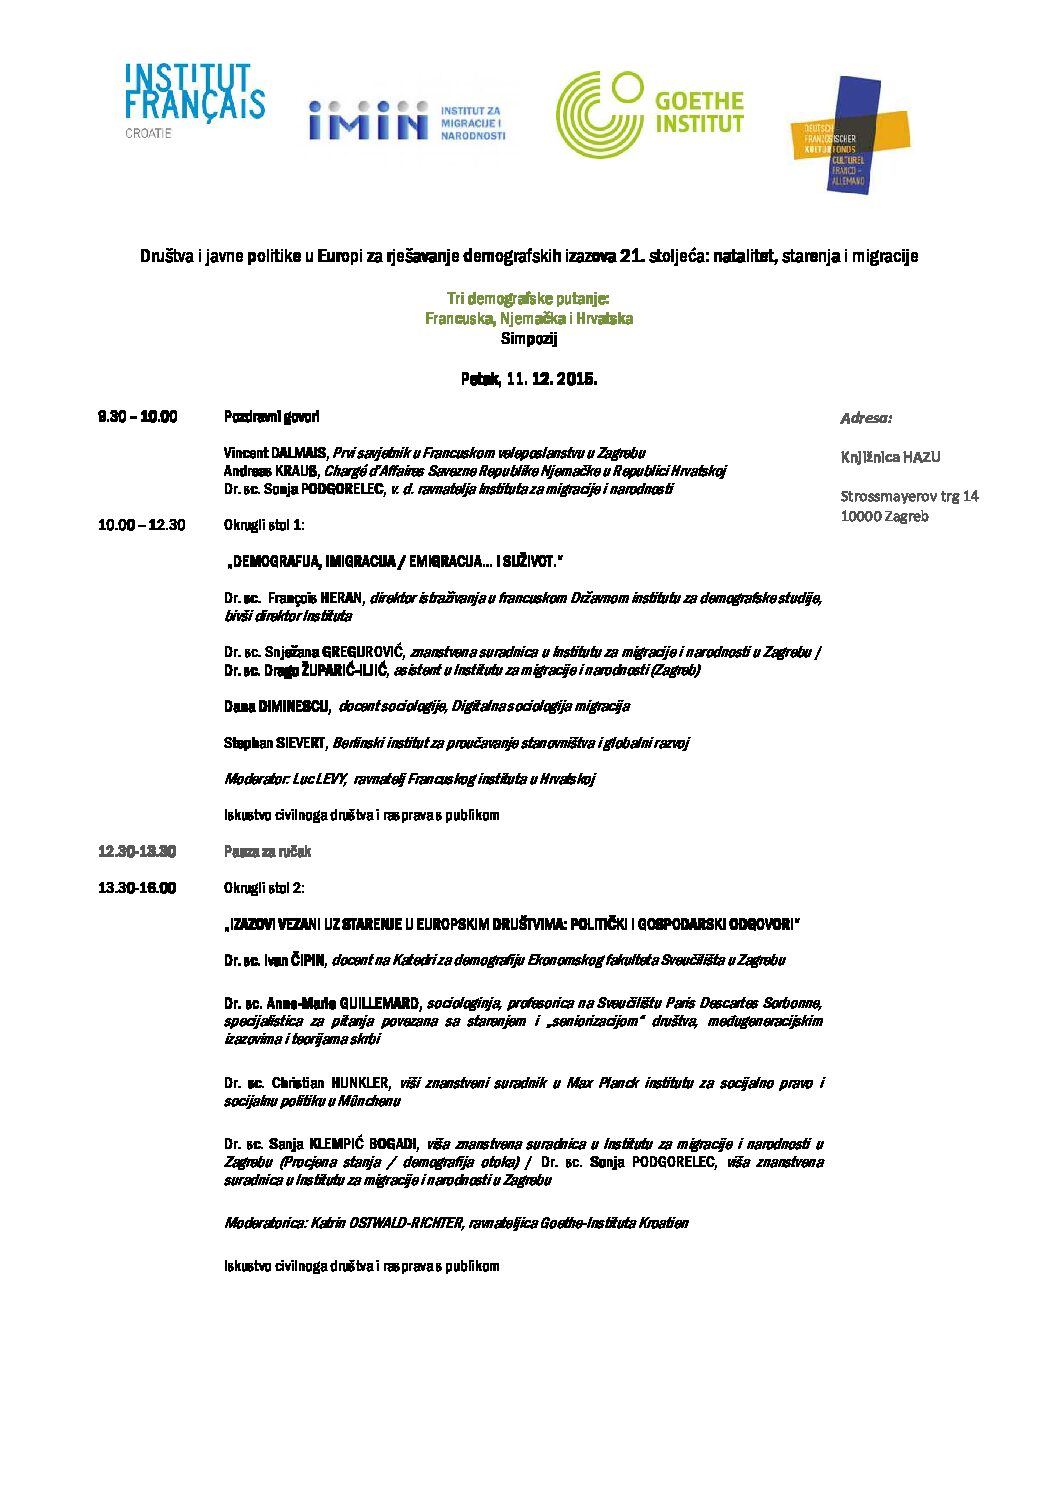 INSTITUT
FRANÇAIS
CROATIE
iMiN
INSTITUT ZA
MIGRACIJE I
NARODNOSTI
GOETHE
INSTITUT
DEUTSCH
FRANZÖSISCHER
KULTURFONDS
CULTUREL
FRANCO -
ALLEMAND
Društva i javne politike u Europi za rješavanje demografskih izazova 21. stoljeća: natalitet, starenja i migracije
Tri demografske putanje:
Francuska, Njemačka i Hrvatska
Simpozij
Petak, 11. 12. 2015.
9.30 – 10.00 Pozdravni govori
Adresa:
Vincent DALMAIS, Prvi savjetnik u Francuskom veleposlanstvu u Zagrebu
Andreas KRAUß, Chargé d'Affaires Savezne Republike Njemačke u Republici Hrvatskoj
Dr. sc. Sonja PODGORELEC, v. d. ravnatelja Instituta za migracije i narodnosti
Knjižnica HAZU
Strossmayerov trg 14
10000 Zagreb
10.00 – 12.30 Okrugli stol 1:
„DEMOGRAFIJA, IMIGRACIJA / EMIGRACIJA... I SUŽIVOT.“
Dr. sc. François HERAN, direktor istraživanja u francuskom Državnom institutu za demografske studije,
bivši direktor Instituta
Dr. sc. Snježana GREGUROVIĆ, znanstvena suradnica u Institutu za migracije i narodnosti u Zagrebu /
Dr. sc. Drago ŽUPARIĆ-ILJIĆ, asistent u Institutu za migracije i narodnosti (Zagreb)
Dana DIMINESCU, docent sociologije, Digitalna sociologija migracija
Stephan SIEVERT, Berlinski institut za proučavanje stanovništva i globalni razvoj
Moderator: Luc LEVY, ravnatelj Francuskog instituta u Hrvatskoj
Iskustvo civilnoga društva i rasprava s publikom
12.30-13.30 Pauza za ručak
13.30-16.00 Okrugli stol 2:
„IZAZOVI VEZANI UZ STARENJE U EUROPSKIM DRUŠTVIMA: POLITIČKI I GOSPODARSKI ODGOVORI“
Dr. sc. Ivan ČIPIN, docent na Katedri za demografiju Ekonomskog fakulteta Sveučilišta u Zagrebu
Dr. sc. Anne-Marie GUILLEMARD, sociologinja, profesorica na Sveučilištu Paris Descartes Sorbonne,
specijalistica za pitanja povezana sa starenjem i „seniorizacijom“ društva, međugeneracijskim
izazovima i teorijama skrbi
Dr. sc. Christian HUNKLER, viši znanstveni suradnik u Max Planck institutu za socijalno pravo i
socijalnu politiku u Münchenu
Dr. sc. Sanja KLEMPIĆ BOGADI, viša znanstvena suradnica u Institutu za migracije i narodnosti u
Zagrebu (Procjena stanja / demografija otoka) / Dr. sc. Sonja PODGORELEC, viša znanstvena
suradnica u Institutu za migracije i narodnosti u Zagrebu
Moderatorica: Katrin OSTWALD-RICHTER, ravnateljica Goethe-Instituta Kroatien
Iskustvo civilnoga društva i rasprava s publikom